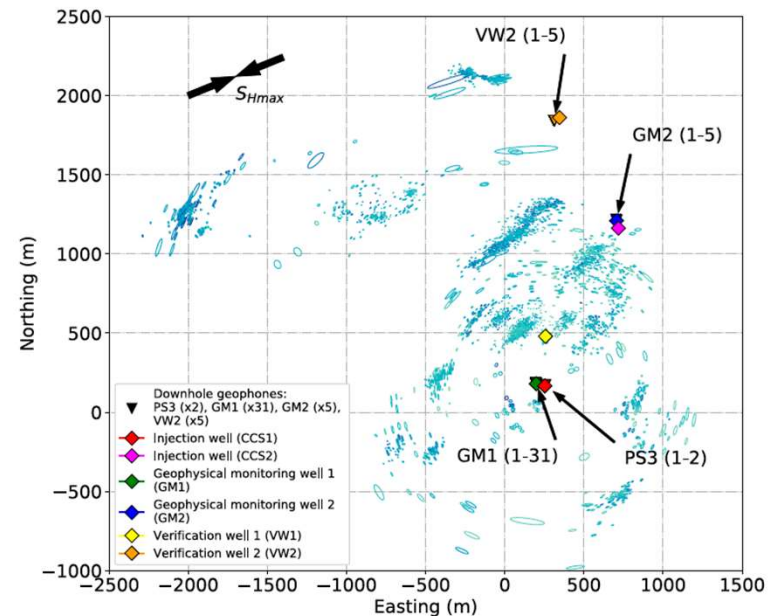 2500
2000
1500
1000
500
0
−500
−1000
Northing (m)
S_Hmax
VW2 (1-5)
GM2 (1-5)
GM1 (1-31)
PS3 (1-2)
Downhole geophones:
PS3 (x2), GM1 (x31), GM2 (x5),
VW2 (x5)
Injection well (CCS1)
Injection well (CCS2)
Geophysical monitoring well 1
(GM1)
Geophysical monitoring well 2
(GM2)
Verification well 1 (VW1)
Verification well 2 (VW2)
−2500 −2000 −1500 −1000 −500 0 500 1000 1500
Easting (m)